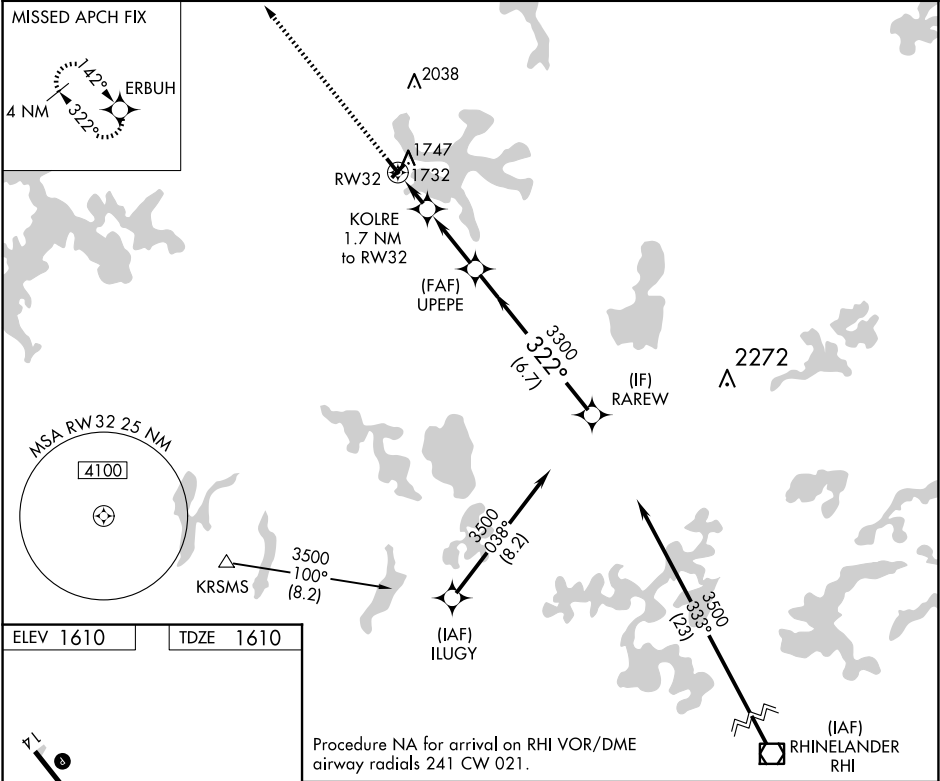 MISSED APCH FIX
142°
ERBUH
4 NM
322°
2038
1747
RW32
1732
KOLRE
1.7 NM
to RW32
(FAF)
UPEPE
3300
322°
(6.7)
(IF)
RAREW
2272
MSA RW32 25 NM
4100
3500
100°
(8.2)
KRSMS
3500
038°
(8.2)
(IAF)
ILUGY
3500
333°
(23)
(IAF)
RHINELANDER
RHI
ELEV 1610
TDZE 1610
14
P
Procedure NA for arrival on RHI VOR/DME
airway radials 241 CW 021.